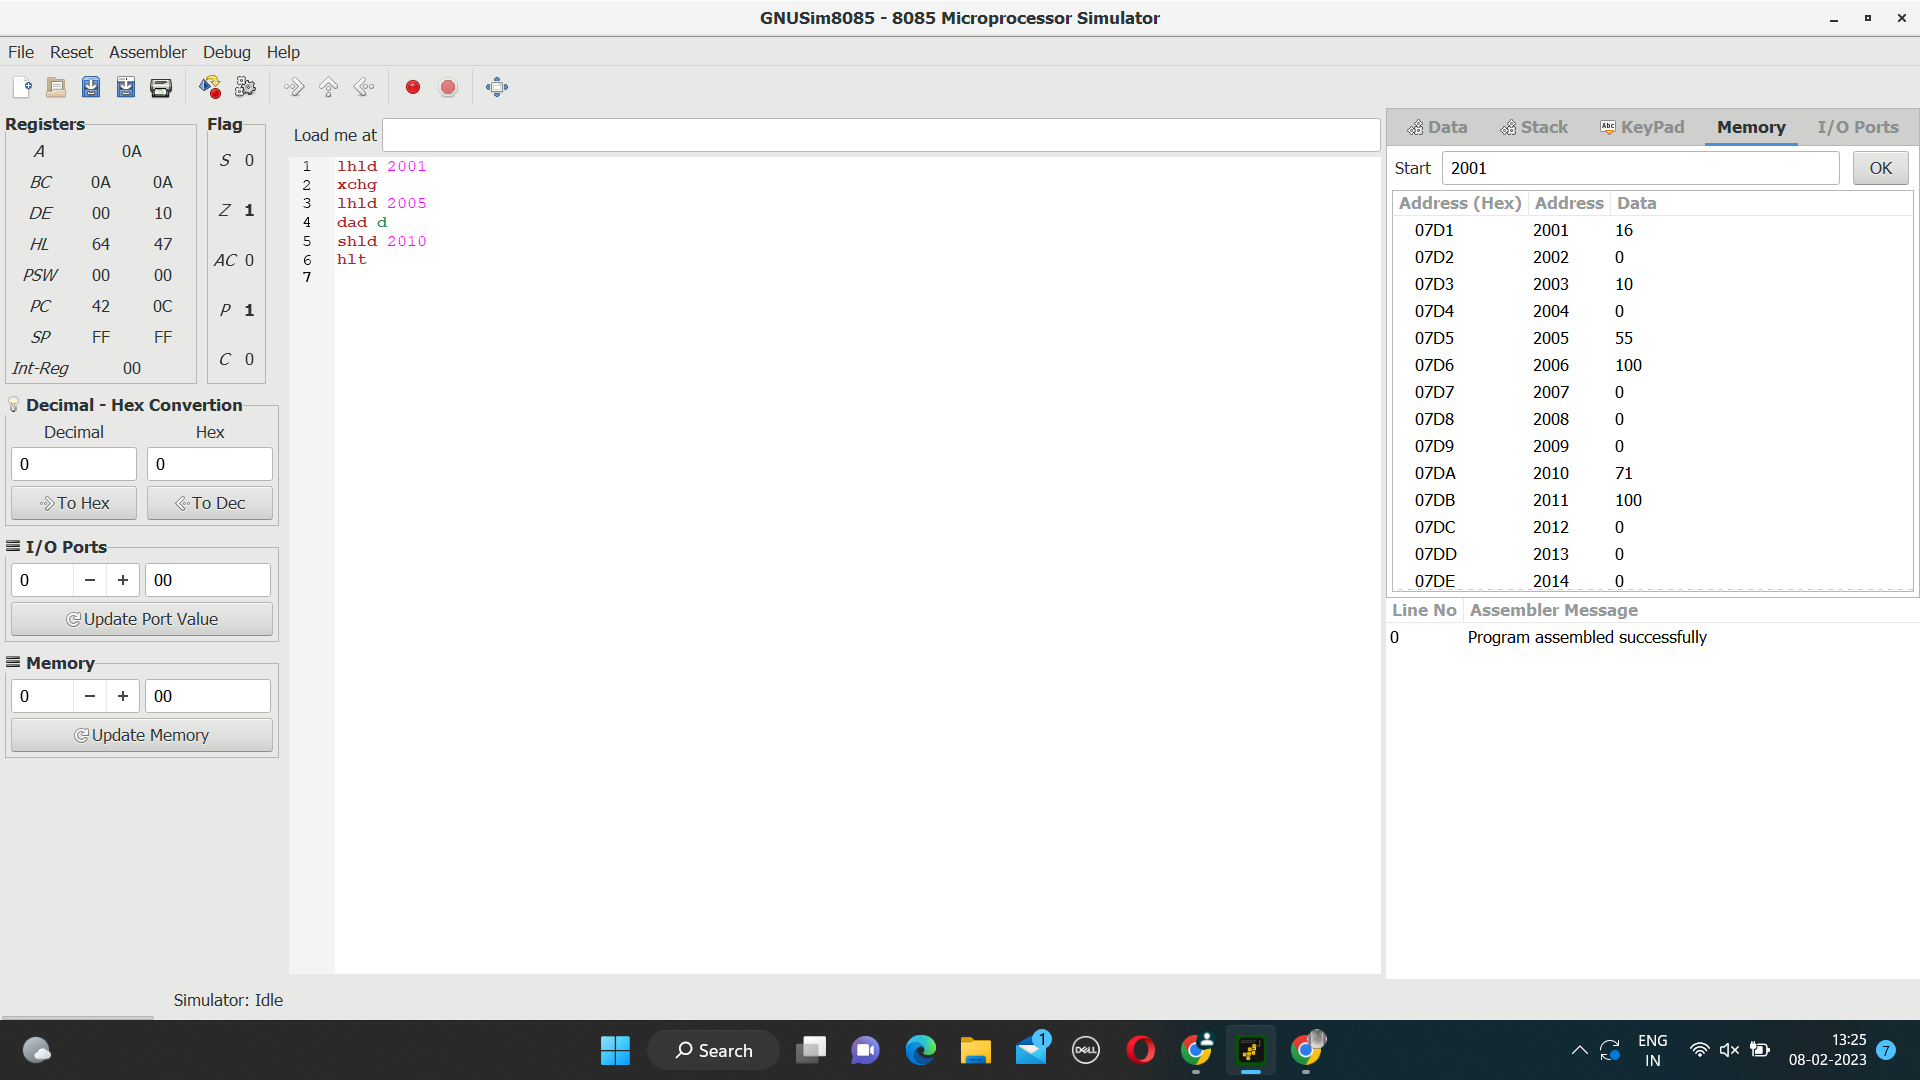 GNUSim8085 - 8085 Microprocessor Simulator
File Reset Assembler Debug Help
Registers
A 0A
BC 0A 0A
DE 00 10
HL 64 47
PSW 00 00
PC 42 0C
SP FF FF
Int-Reg 00
Flag
S 0
Z 1
AC 0
P 1
C 0
Decimal - Hex Convertion
Decimal Hex
0 0
To Hex To Dec
I/O Ports
0 − + 00
Update Port Value
Memory
0 − + 00
Update Memory
Load me at
1 lhld 2001
2 xchg
3 lhld 2005
4 dad d
5 shld 2010
6 hlt
7
Data Stack Abc KeyPad Memory I/O Ports
Start 2001 OK
Address (Hex) Address Data
07D1 2001 16
07D2 2002 0
07D3 2003 10
07D4 2004 0
07D5 2005 55
07D6 2006 100
07D7 2007 0
07D8 2008 0
07D9 2009 0
07DA 2010 71
07DB 2011 100
07DC 2012 0
07DD 2013 0
07DE 2014 0
Line No Assembler Message
0 Program assembled successfully
Simulator: Idle
Search
1
DELL
ENG
IN
13:25
08-02-2023
7